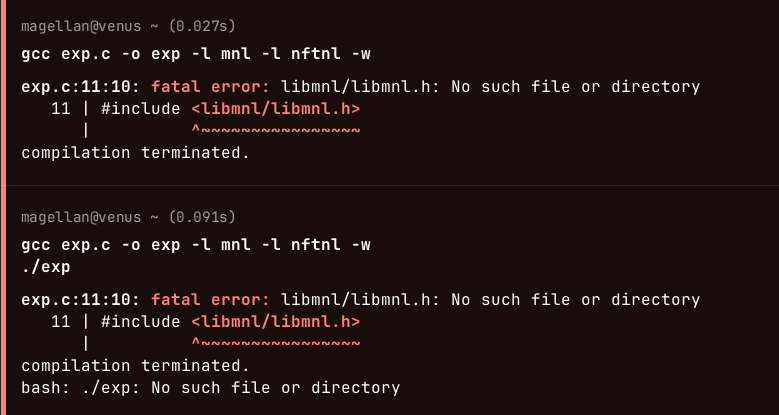 magellan@venus ~ (0.027s)
gcc exp.c -o exp -l mnl -l nftnl -w
exp.c:11:10: fatal error: libmnl/libmnl.h: No such file or directory
   11 | #include <libmnl/libmnl.h>
      |          ^~~~~~~~~~~~~~~~~
compilation terminated.
magellan@venus ~ (0.091s)
gcc exp.c -o exp -l mnl -l nftnl -w
./exp
exp.c:11:10: fatal error: libmnl/libmnl.h: No such file or directory
   11 | #include <libmnl/libmnl.h>
      |          ^~~~~~~~~~~~~~~~~
compilation terminated.
bash: ./exp: No such file or directory